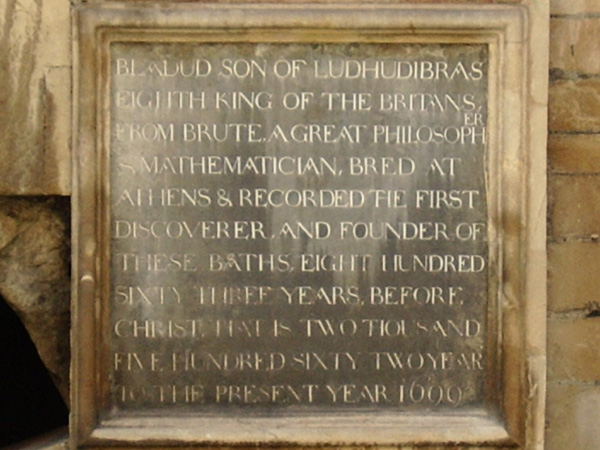 BLADUD SON OF LUDHUDIBRAS
EIGHTH KING OF THE BRITANS,
FROM BRUTE, A GREAT PHILOSOPHER
& MATHEMATICIAN, BRED AT
ATHENS & RECORDED THE FIRST
DISCOVERER AND FOUNDER OF
THESE BATHS, EIGHT HUNDRED
SIXTY THREE YEARS, BEFORE
CHRIST, THAT IS TWO THOUSAND
FIVE HUNDRED SIXTY TWO YEAR
TO THE PRESENT YEAR 1699